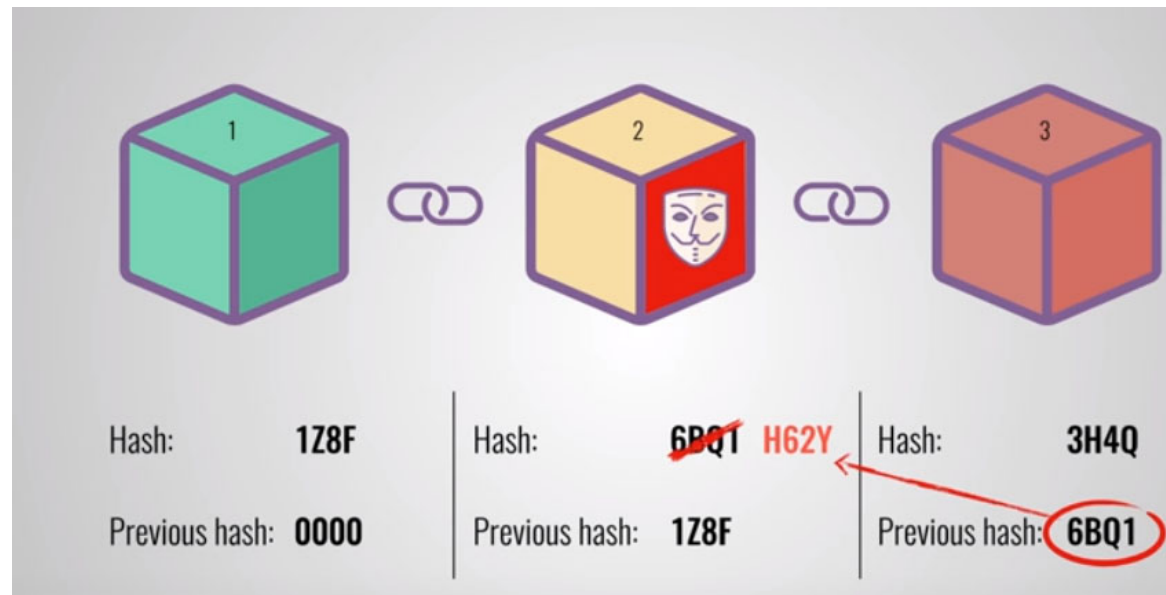 1
2
3
Hash: 1Z8F
Previous hash: 0000
Hash: 6BQ1 H62Y
Previous hash: 1Z8F
Hash: 3H4Q
Previous hash: 6BQ1